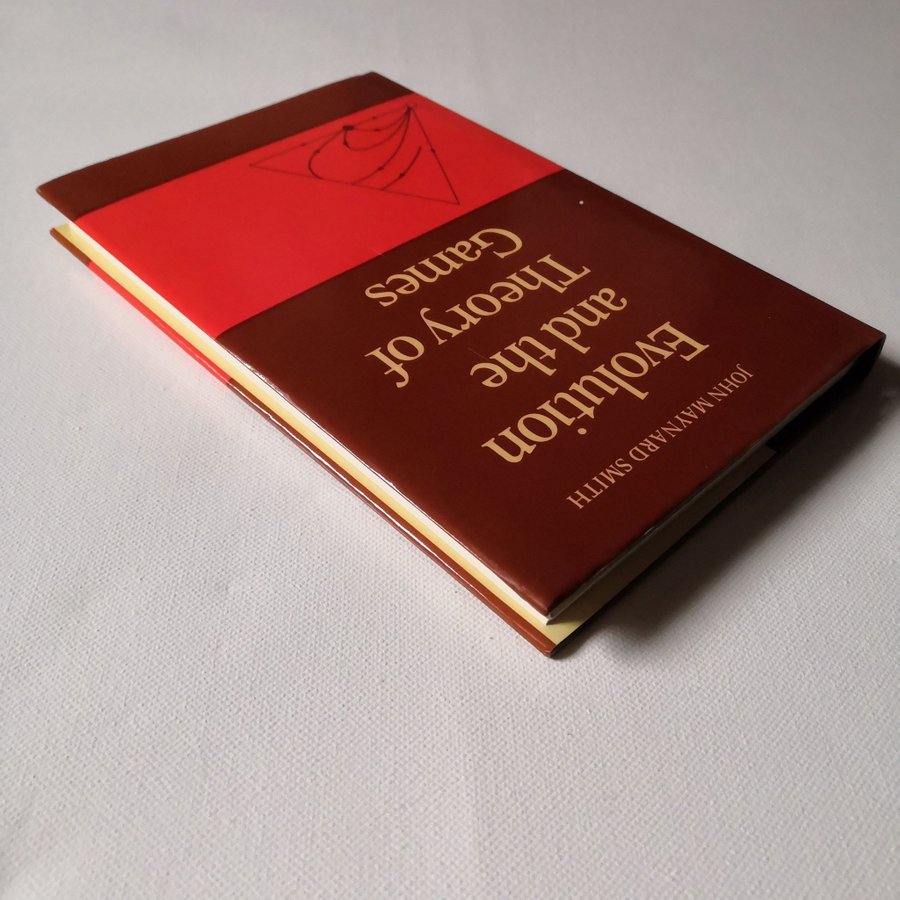 JOHN MAYNARD SMITH
Evolution
and the
Theory of
Games